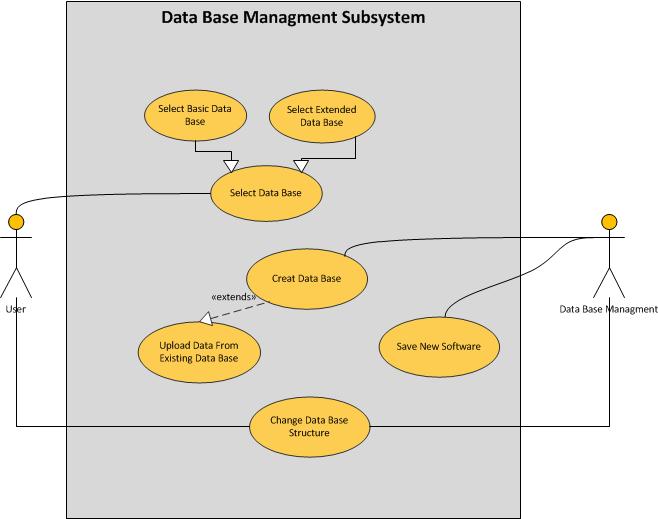 Data Base Managment Subsystem
Select Basic Data
Base
Select Extended
Data Base
Select Data Base
Creat Data Base
«extends»
User
Data Base Managment
Upload Data From
Existing Data Base
Save New Software
Change Data Base
Structure